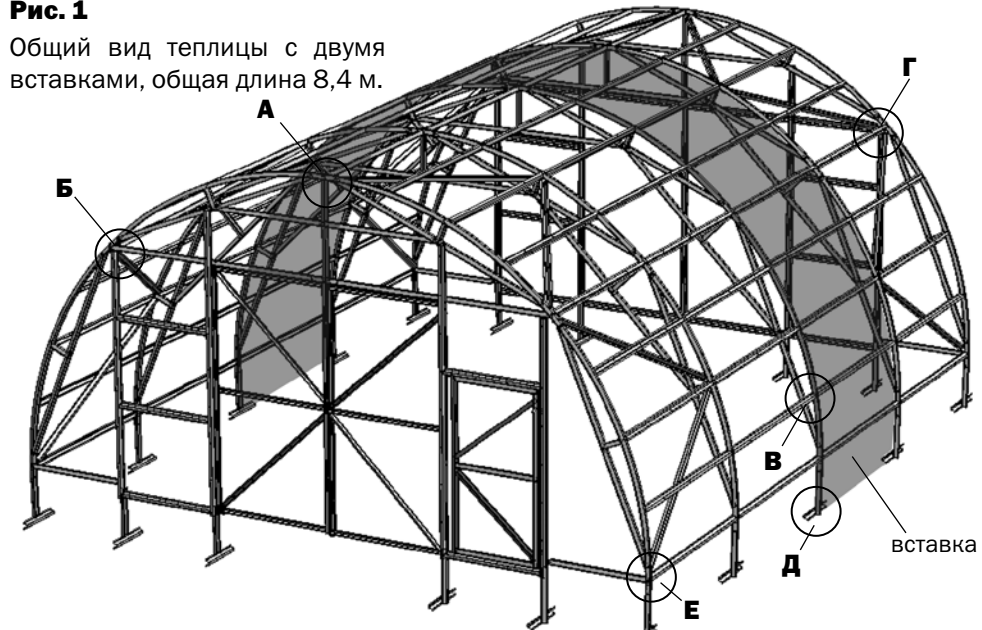 Рис. 1
Общий вид теплицы с двумя
вставками, общая длина 8,4 м.
А
Г
Б
В
вставка
Д
Е